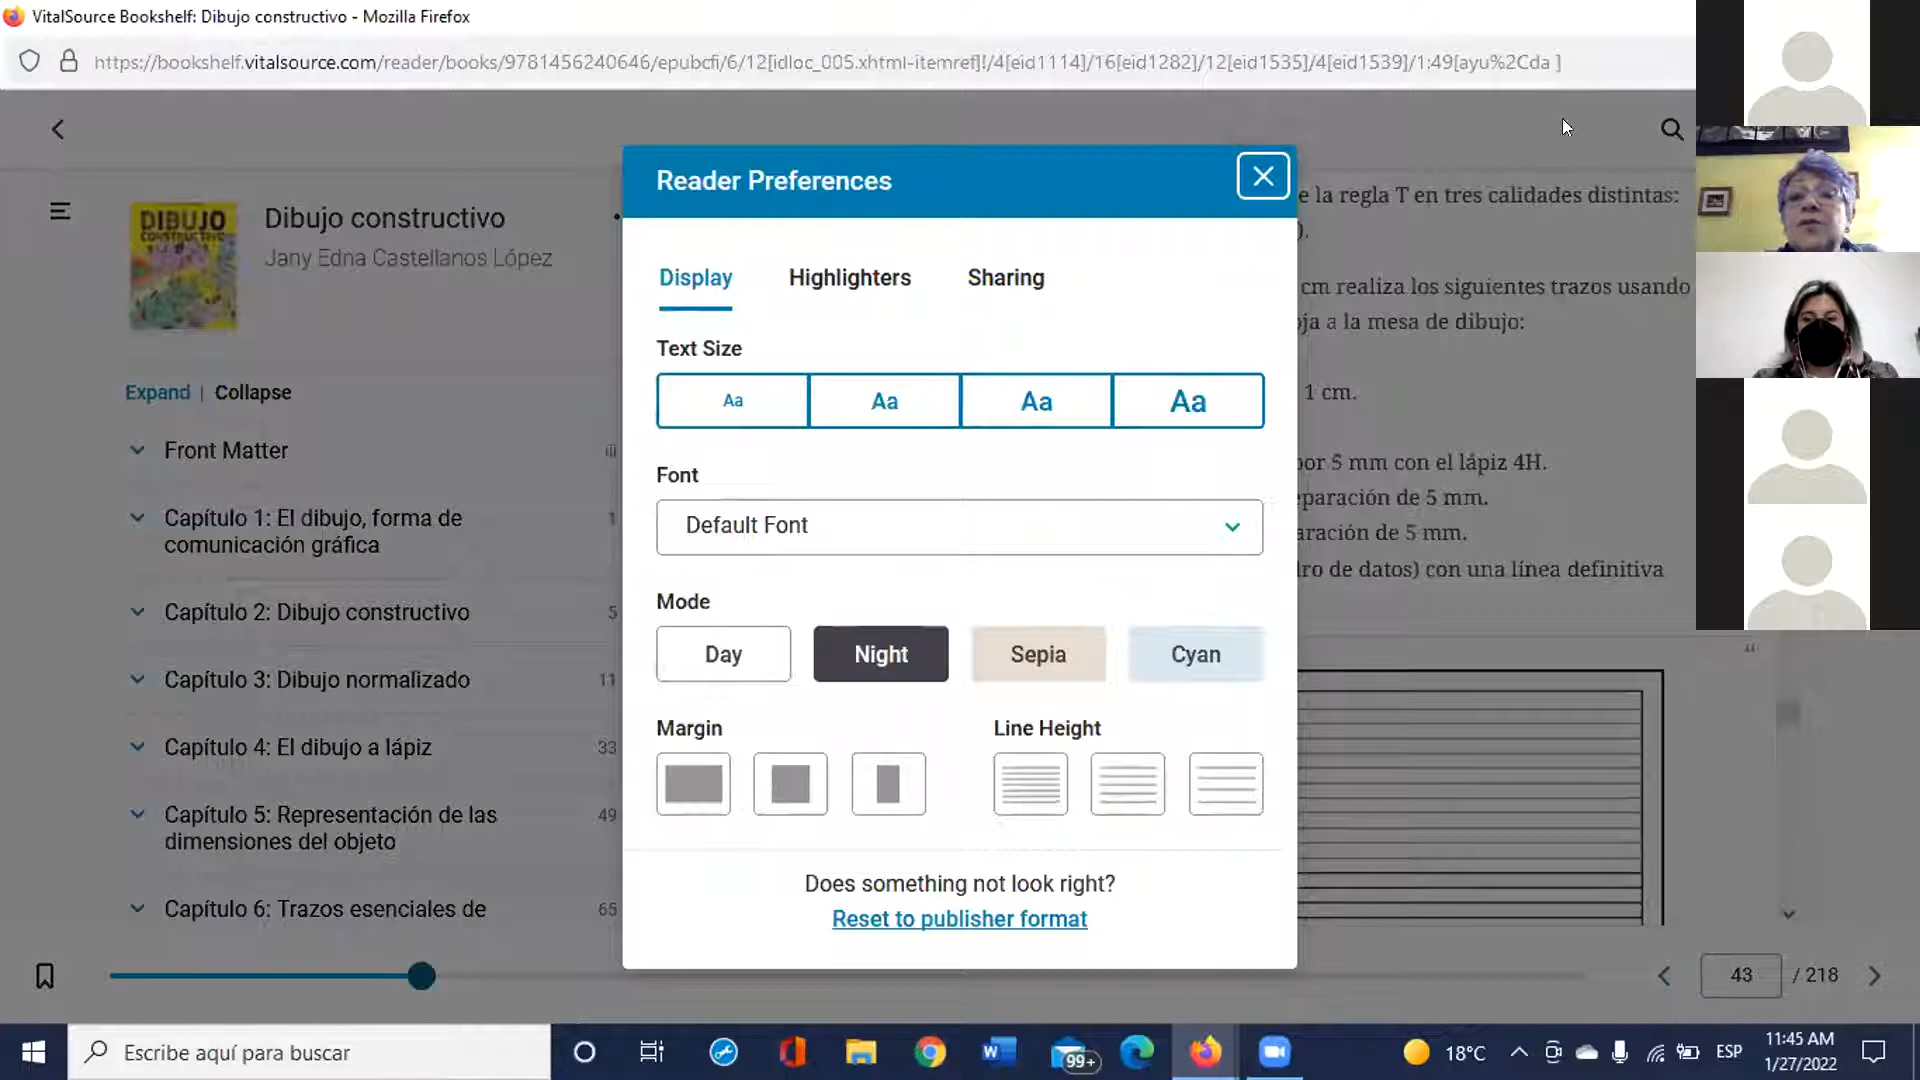 VitalSource Bookshelf: Dibujo constructivo - Mozilla Firefox
https://bookshelf.vitalsource.com/reader/books/9781456240646/epubcfi/6/12[idloc_005.xhtml-itemref]!/4[eid1114]/16[eid1282]/12[eid1535]/4[eid1539]/1:49[ayu%2Cda ]
DIBUJO
CONSTRUCTIVO
Dibujo constructivo
Jany Edna Castellanos López
Expand | Collapse
Front Matter iii
Capítulo 1: El dibujo, forma de 1
comunicación gráfica
Capítulo 2: Dibujo constructivo 5
Capítulo 3: Dibujo normalizado 11
Capítulo 4: El dibujo a lápiz 33
Capítulo 5: Representación de las 49
dimensiones del objeto
Capítulo 6: Trazos esenciales de 65
Reader Preferences
Display Highlighters Sharing
Text Size
Aa Aa Aa Aa
Font
Default Font
Mode
Day Night Sepia Cyan
Margin Line Height
Does something not look right?
Reset to publisher format
e la regla T en tres calidades distintas:
).
cm realiza los siguientes trazos usando
ja a la mesa de dibujo:
1 cm.
por 5 mm con el lápiz 4H.
eparación de 5 mm.
aración de 5 mm.
ro de datos) con una línea definitiva
43 / 218
Escribe aquí para buscar
99+
18°C
ESP
11:45 AM
1/27/2022